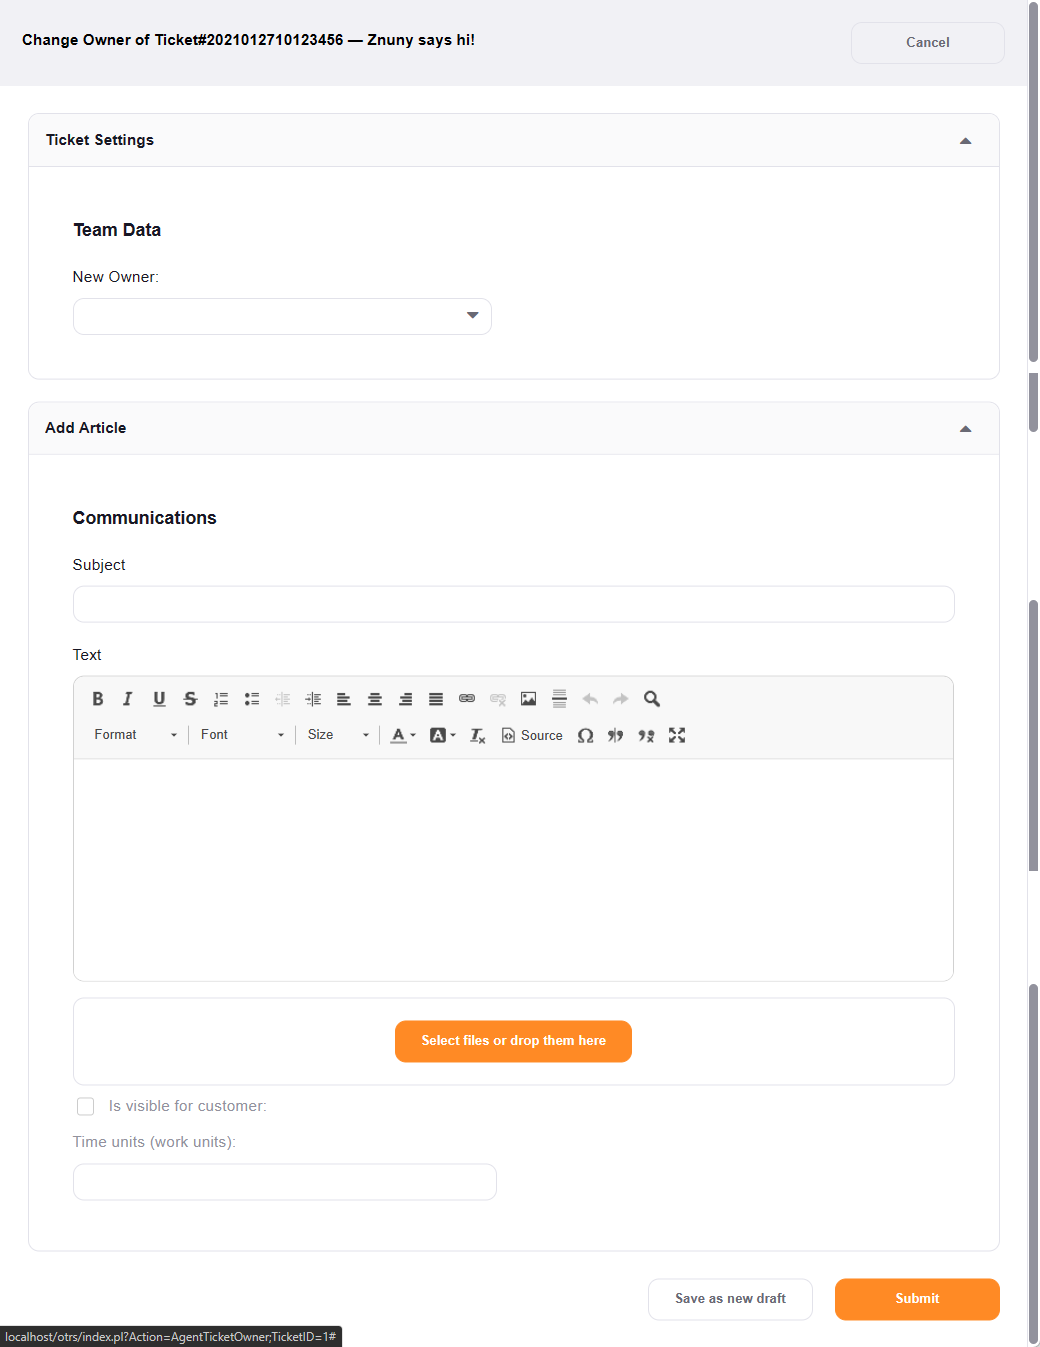 Change Owner of Ticket#2021012710123456 — Znuny says hi!
Cancel
Ticket Settings
Team Data
New Owner:
Add Article
Communications
Subject
Text
Format Font Size Source
Select files or drop them here
Is visible for customer:
Time units (work units):
Save as new draft
Submit
localhost/otrs/index.pl?Action=AgentTicketOwner;TicketID=1#